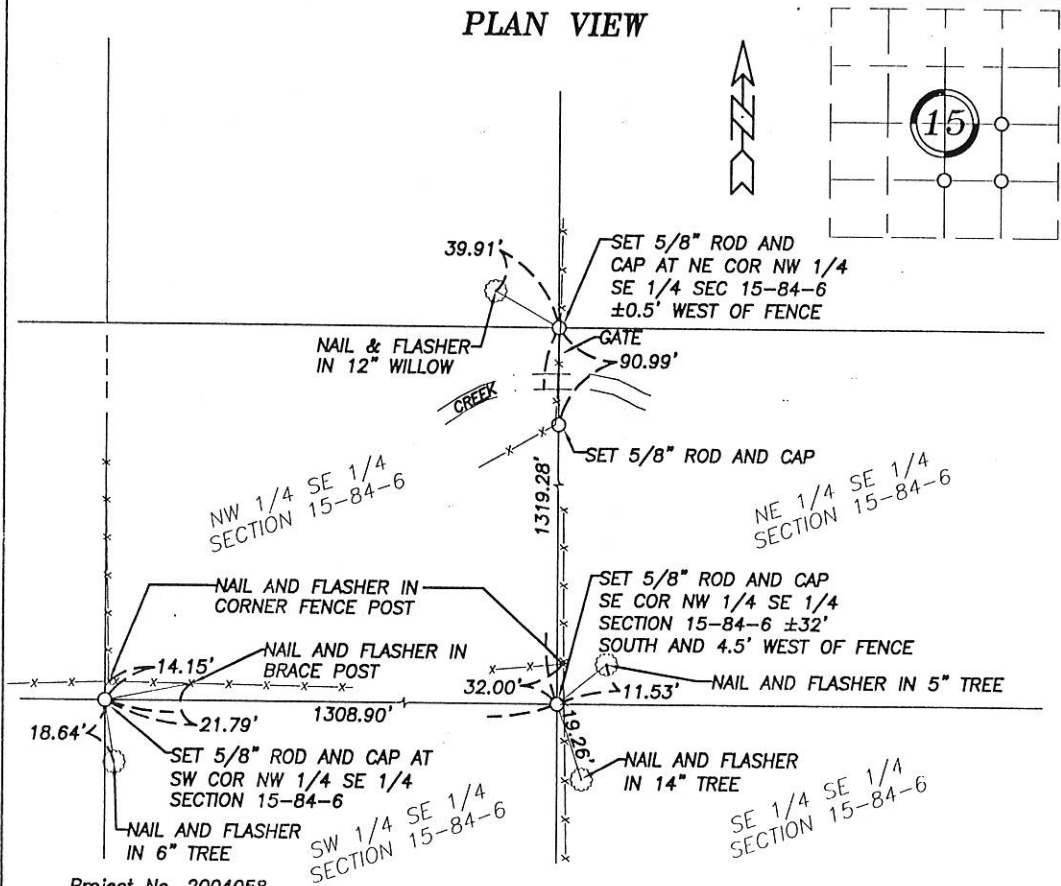 PLAN VIEW
N
15
39.91'
SET 5/8" ROD AND
CAP AT NE COR NW 1/4
SE 1/4 SEC 15-84-6
±0.5' WEST OF FENCE
NAIL & FLASHER
IN 12" WILLOW
GATE
90.99'
CREEK
SET 5/8" ROD AND CAP
1319.28'
NW 1/4 SE 1/4
SECTION 15-84-6
NE 1/4 SE 1/4
SECTION 15-84-6
NAIL AND FLASHER IN
CORNER FENCE POST
SET 5/8" ROD AND CAP
SE COR NW 1/4 SE 1/4
SECTION 15-84-6 ±32'
SOUTH AND 4.5' WEST OF FENCE
NAIL AND FLASHER IN
BRACE POST
14.15'
32.00'
11.53'
NAIL AND FLASHER IN 5" TREE
18.64'
21.79'
1308.90'
19.26'
SET 5/8" ROD AND CAP AT
SW COR NW 1/4 SE 1/4
SECTION 15-84-6
NAIL AND FLASHER
IN 14" TREE
NAIL AND FLASHER
IN 6" TREE
SW 1/4 SE 1/4
SECTION 15-84-6
SE 1/4 SE 1/4
SECTION 15-84-6
Project No. 2004058